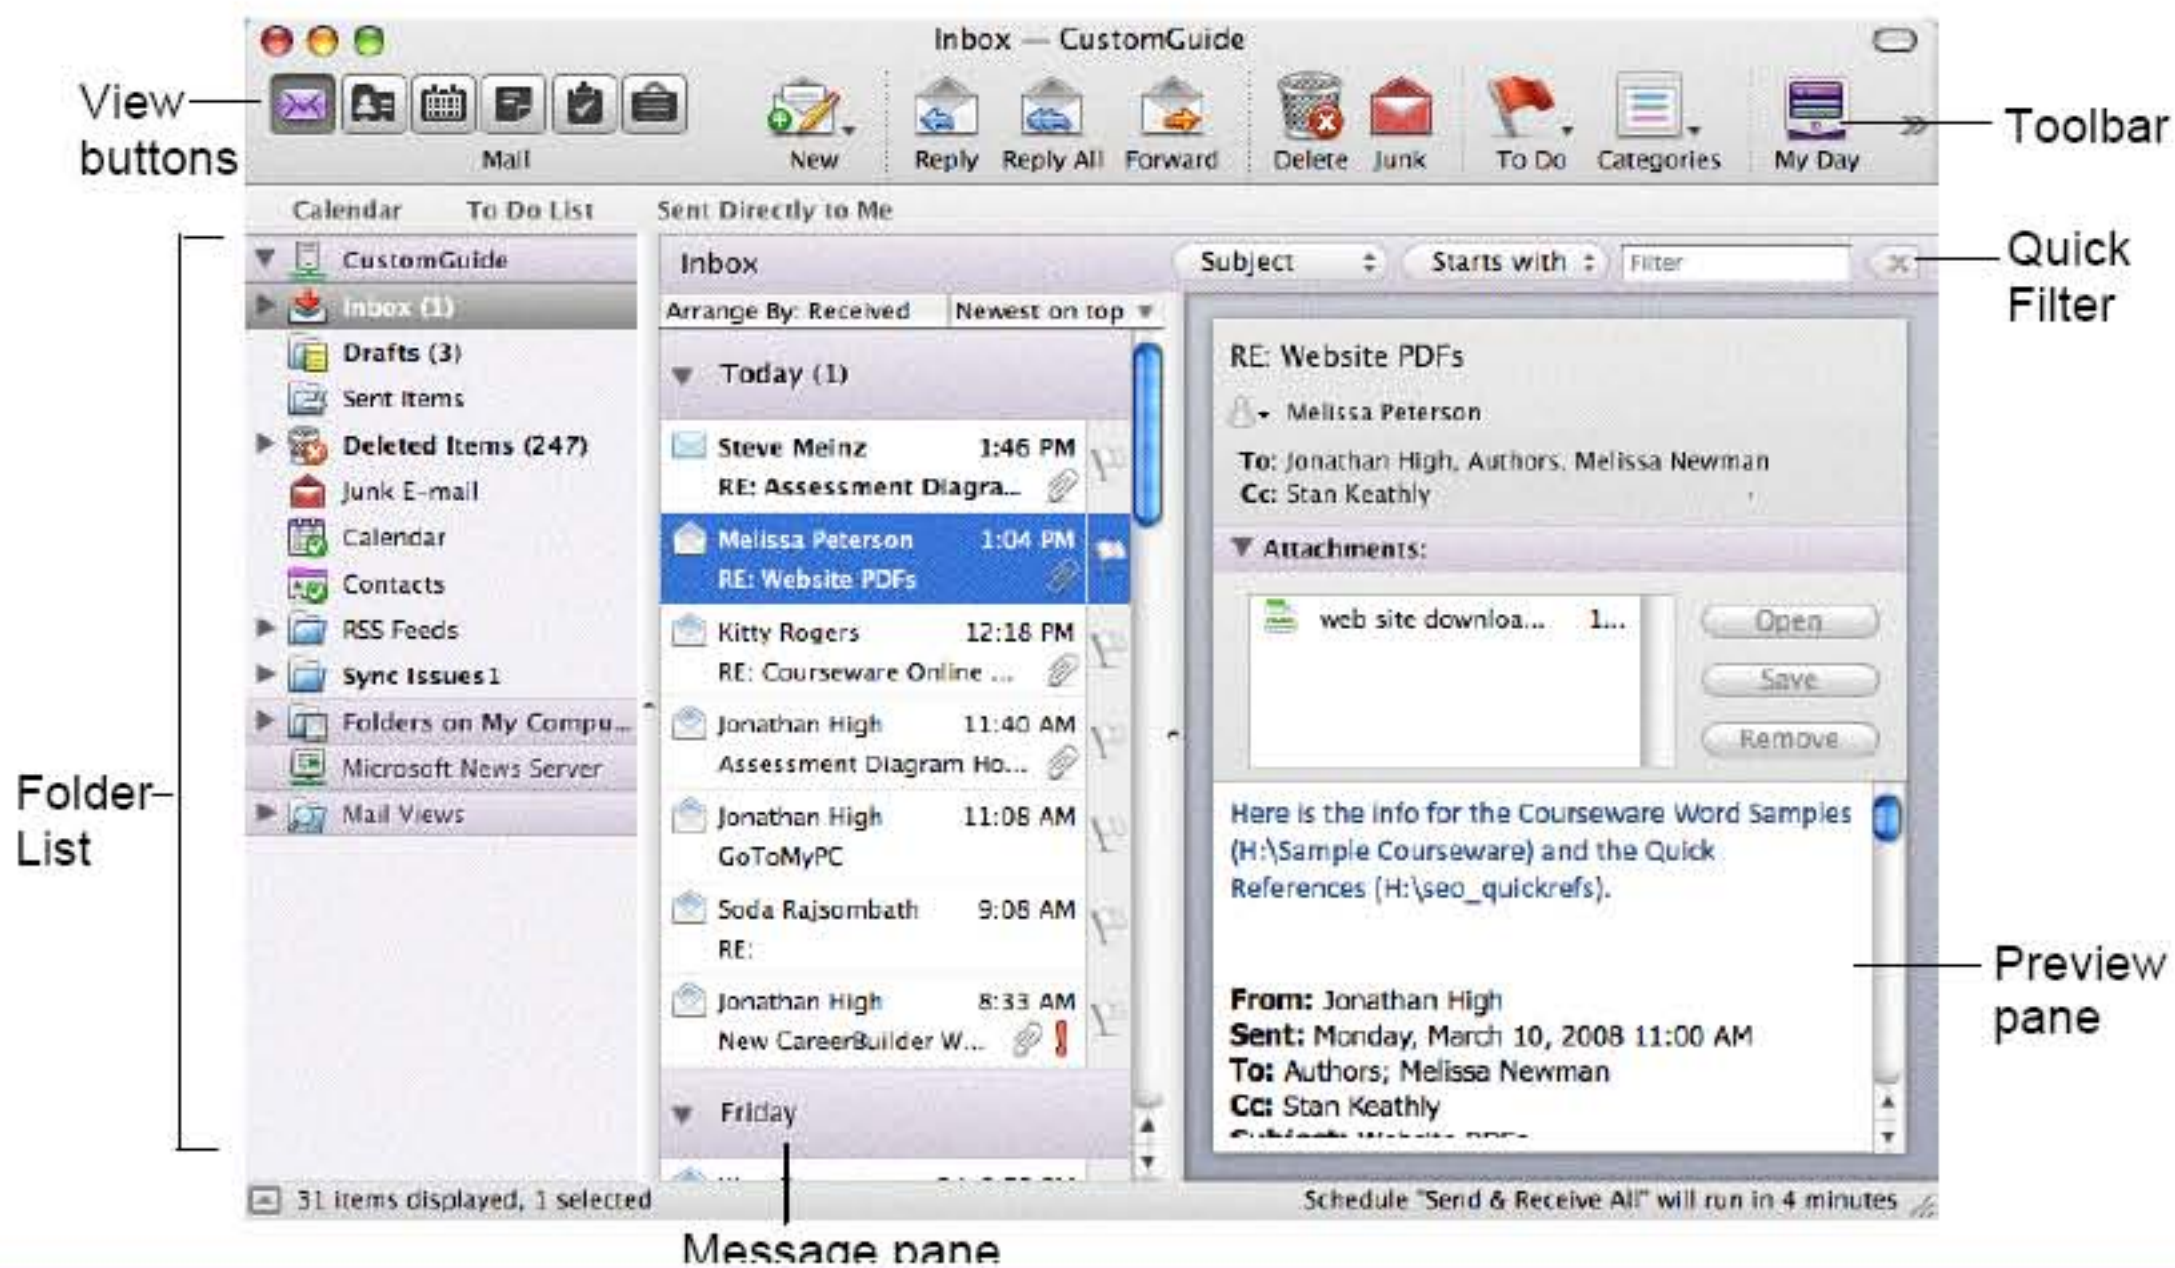 Inbox — CustomGuide
View
buttons
Mail
New
Reply
Reply All
Forward
Delete
Junk
To Do
Categories
My Day
»
Toolbar
Calendar
To Do List
Sent Directly to Me
CustomGuide
Inbox (1)
Drafts (3)
Sent Items
Deleted Items (247)
Junk E-mail
Calendar
Contacts
RSS Feeds
Sync Issues1
Folders on My Compu...
Microsoft News Server
Mail Views
Folder
List
Inbox
Subject
Starts with
Filter
Quick
Filter
Arrange By: Received
Newest on top
Today (1)
Steve Meinz 1:46 PM
RE: Assessment Diagra...
Melissa Peterson 1:04 PM
RE: Website PDFs
Kitty Rogers 12:18 PM
RE: Courseware Online ...
Jonathan High 11:40 AM
Assessment Diagram Ho...
Jonathan High 11:08 AM
GoToMyPC
Soda Rajsombath 9:08 AM
RE:
Jonathan High 8:33 AM
New CareerBuilder W...
Friday
RE: Website PDFs
Melissa Peterson
To: Jonathan High, Authors, Melissa Newman
Cc: Stan Keathly
Attachments:
web site downloa... 1...
Open
Save
Remove
Here is the info for the Courseware Word Samples
(H:\Sample Courseware) and the Quick
References (H:\seo_quickrefs).
From: Jonathan High
Sent: Monday, March 10, 2008 11:00 AM
To: Authors; Melissa Newman
Cc: Stan Keathly
Subject: Website PDFs
Preview
pane
31 items displayed, 1 selected
Schedule "Send & Receive All" will run in 4 minutes
Message pane